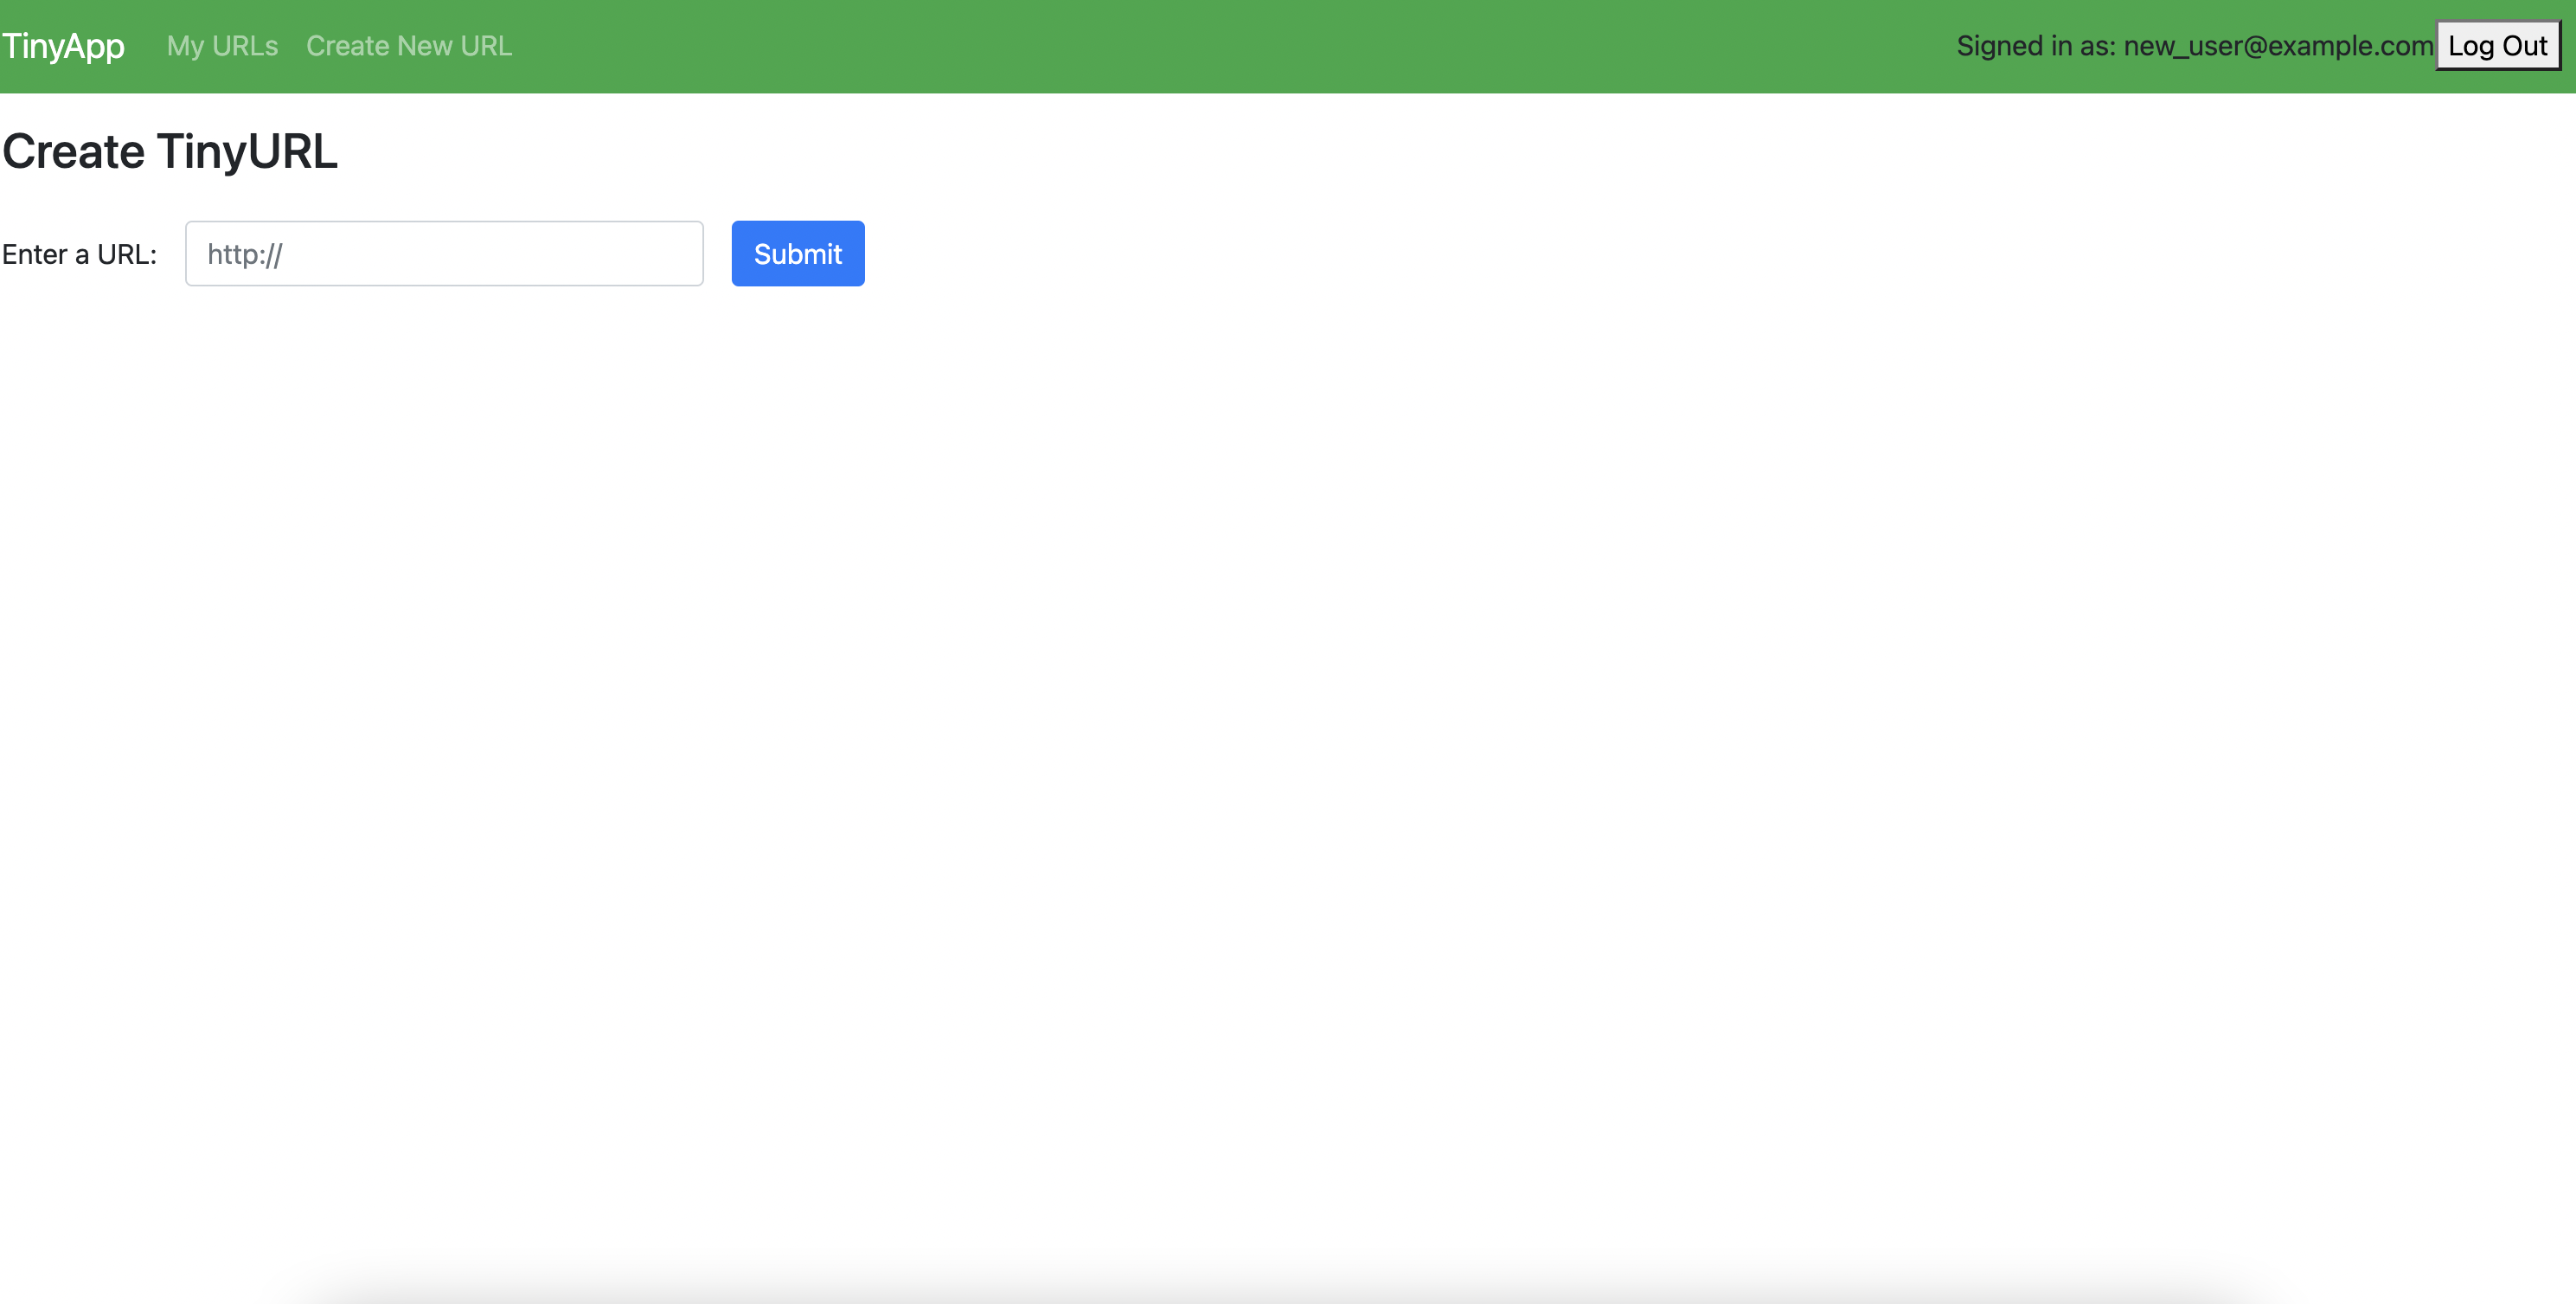 TinyApp My URLs Create New URL Signed in as: new_user@example.com Log Out
Create TinyURL
Enter a URL: http:// Submit